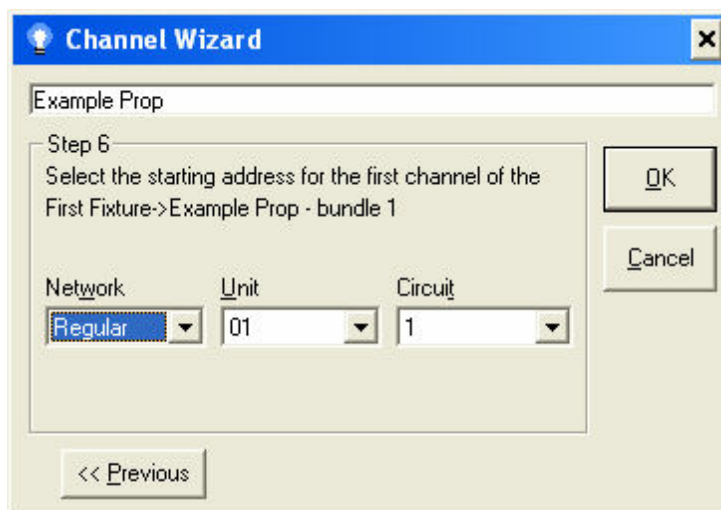 Channel Wizard
Example Prop
Step 6
Select the starting address for the first channel of the
First Fixture->Example Prop - bundle 1
OK
Cancel
Network Unit Circuit
Regular 01 1
<< Previous